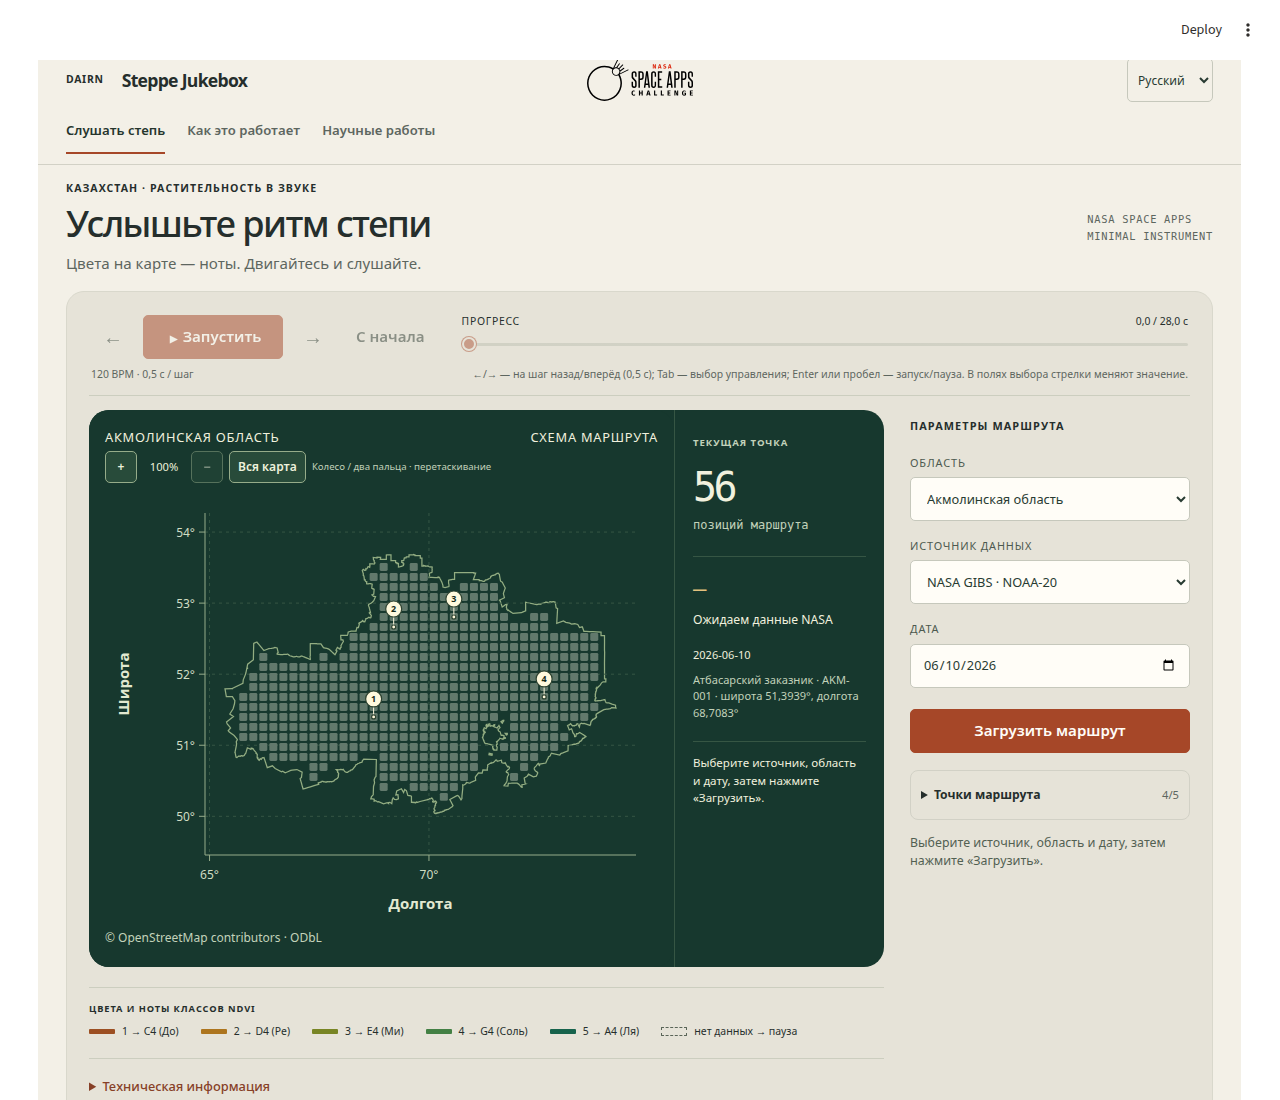 Deploy
DAIRN
Steppe Jukebox
NASA
SPACE APPS
CHALLENGE
Русский
Слушать степь
Как это работает
Научные работы
КАЗАХСТАН · РАСТИТЕЛЬНОСТЬ В ЗВУКЕ
Услышьте ритм степи
NASA SPACE APPS
MINIMAL INSTRUMENT
Цвета на карте — ноты. Двигайтесь и слушайте.
←
▶ Запустить
→
С начала
ПРОГРЕСС
0,0 / 28,0 с
120 BPM · 0,5 с / шаг
←/→ — на шаг назад/вперёд (0,5 с); Tab — выбор управления; Enter или пробел — запуск/пауза. В полях выбора стрелки меняют значение.
АКМОЛИНСКАЯ ОБЛАСТЬ
СХЕМА МАРШРУТА
+
100%
−
Вся карта
Колесо / два пальца · перетаскивание
54°
53°
52°
51°
50°
65°
70°
Широта
Долгота
1
2
3
4
© OpenStreetMap contributors · ODbL
ТЕКУЩАЯ ТОЧКА
56
позиций маршрута
—
Ожидаем данные NASA
2026-06-10
Атбасарский заказник · AKM-
001 · широта 51,3939°, долгота
68,7083°
Выберите источник, область
и дату, затем нажмите
«Загрузить».
ПАРАМЕТРЫ МАРШРУТА
ОБЛАСТЬ
Акмолинская область
ИСТОЧНИК ДАННЫХ
NASA GIBS · NOAA-20
ДАТА
06/10/2026
Загрузить маршрут
▶ Точки маршрута
4/5
Выберите источник, область и дату, затем
нажмите «Загрузить».
ЦВЕТА И НОТЫ КЛАССОВ NDVI
1 → C4 (До)
2 → D4 (Ре)
3 → E4 (Ми)
4 → G4 (Соль)
5 → A4 (Ля)
нет данных → пауза
▶ Техническая информация